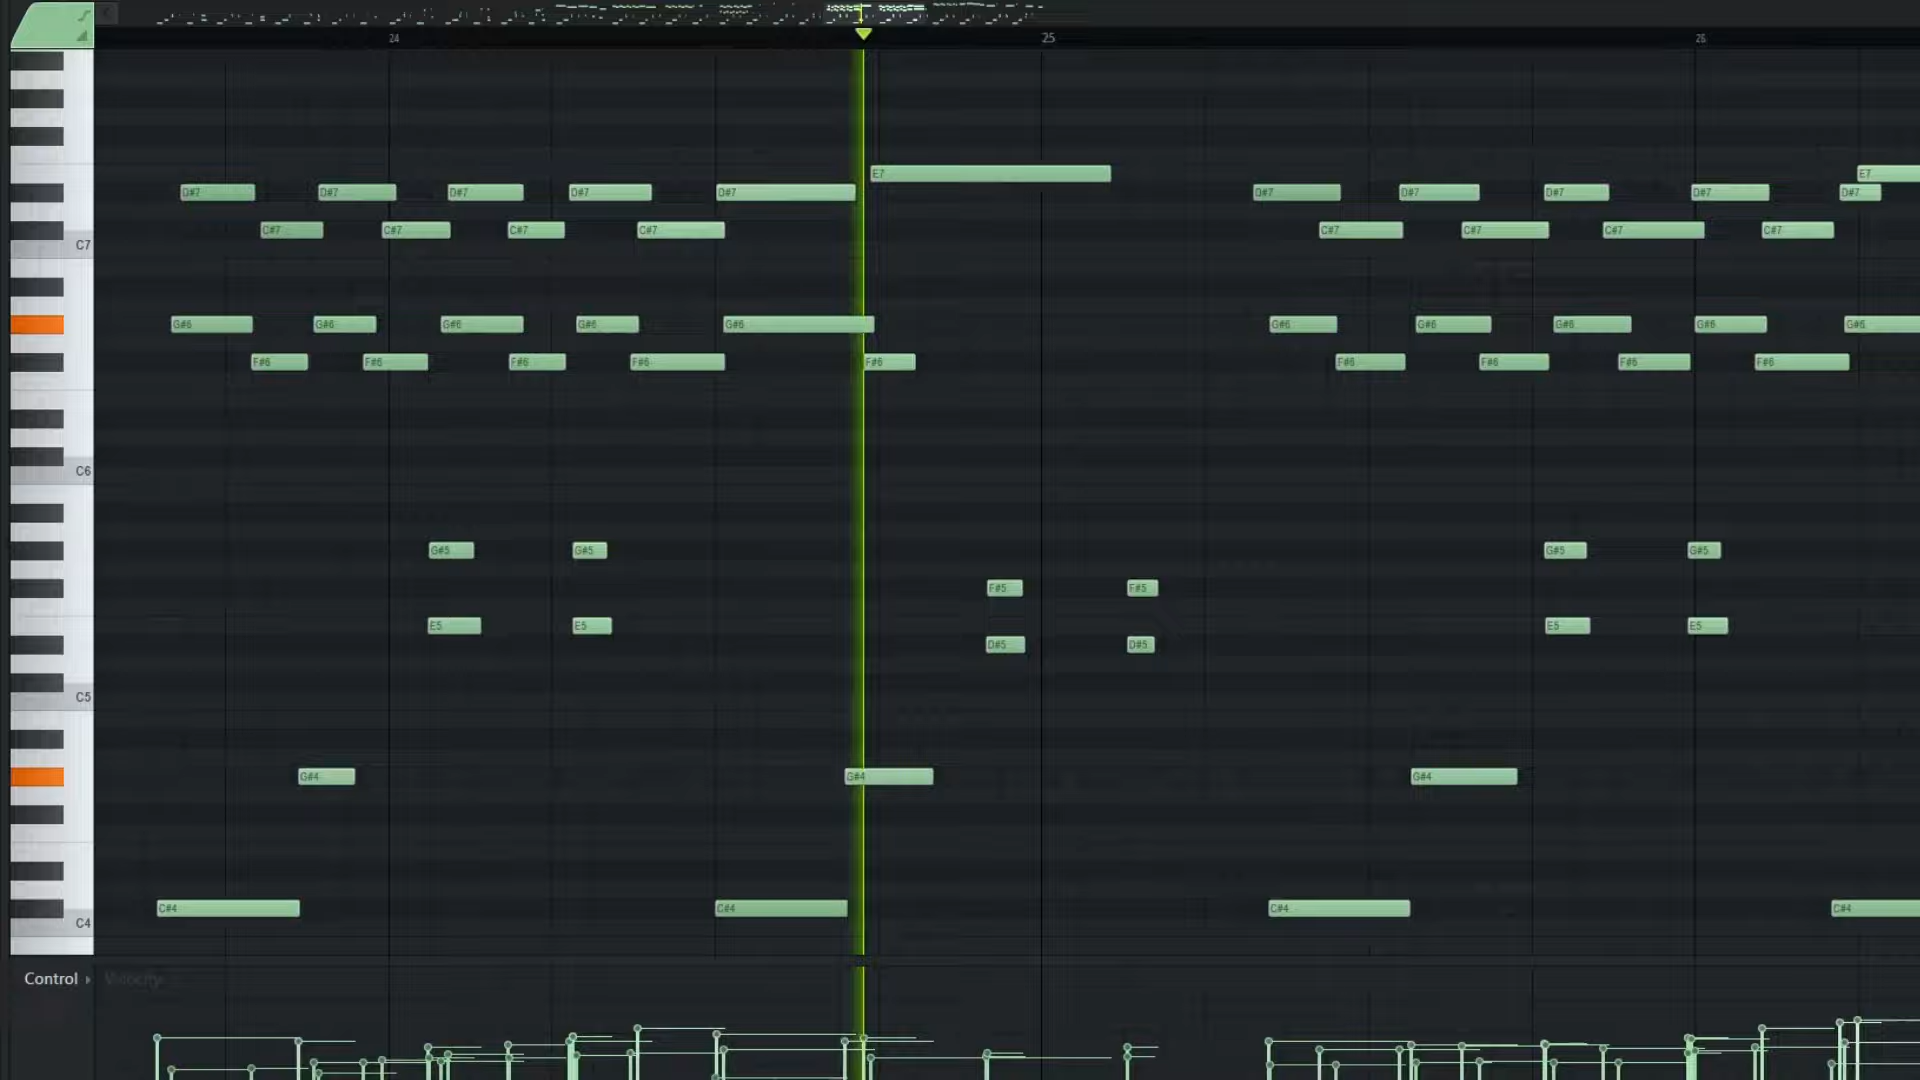 24 25 26
E7 E7
D#7 D#7 D#7 D#7 D#7 D#7 D#7 D#7 D#7 D#7
C#7 C#7 C#7 C#7 C#7 C#7 C#7 C#7
C7
G#6 G#6 G#6 G#6 G#6 G#6 G#6 G#6 G#6 G#6
F#6 F#6 F#6 F#6 F#6 F#6 F#6 F#6 F#6
C6
G#5 G#5 G#5 G#5
F#5 F#5
E5 E5 E5 E5
D#5 D#5
C5
G#4 G#4 G#4
C#4 C#4 C#4 C#4
C4
Control Velocity